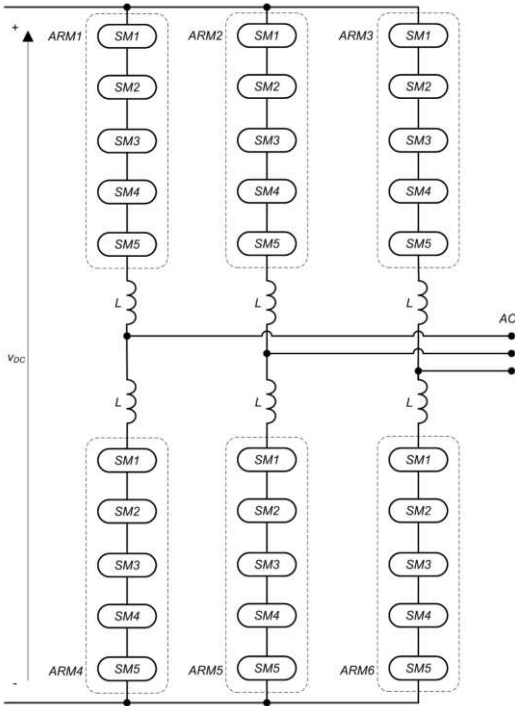 +
ARM1 SM1 ARM2 SM1 ARM3 SM1
SM2 SM2 SM2
SM3 SM3 SM3
SM4 SM4 SM4
SM5 SM5 SM5
L L L
AC
VDC
L L L
SM1 SM1 SM1
SM2 SM2 SM2
SM3 SM3 SM3
SM4 SM4 SM4
ARM4 SM5 ARM5 SM5 ARM6 SM5
-